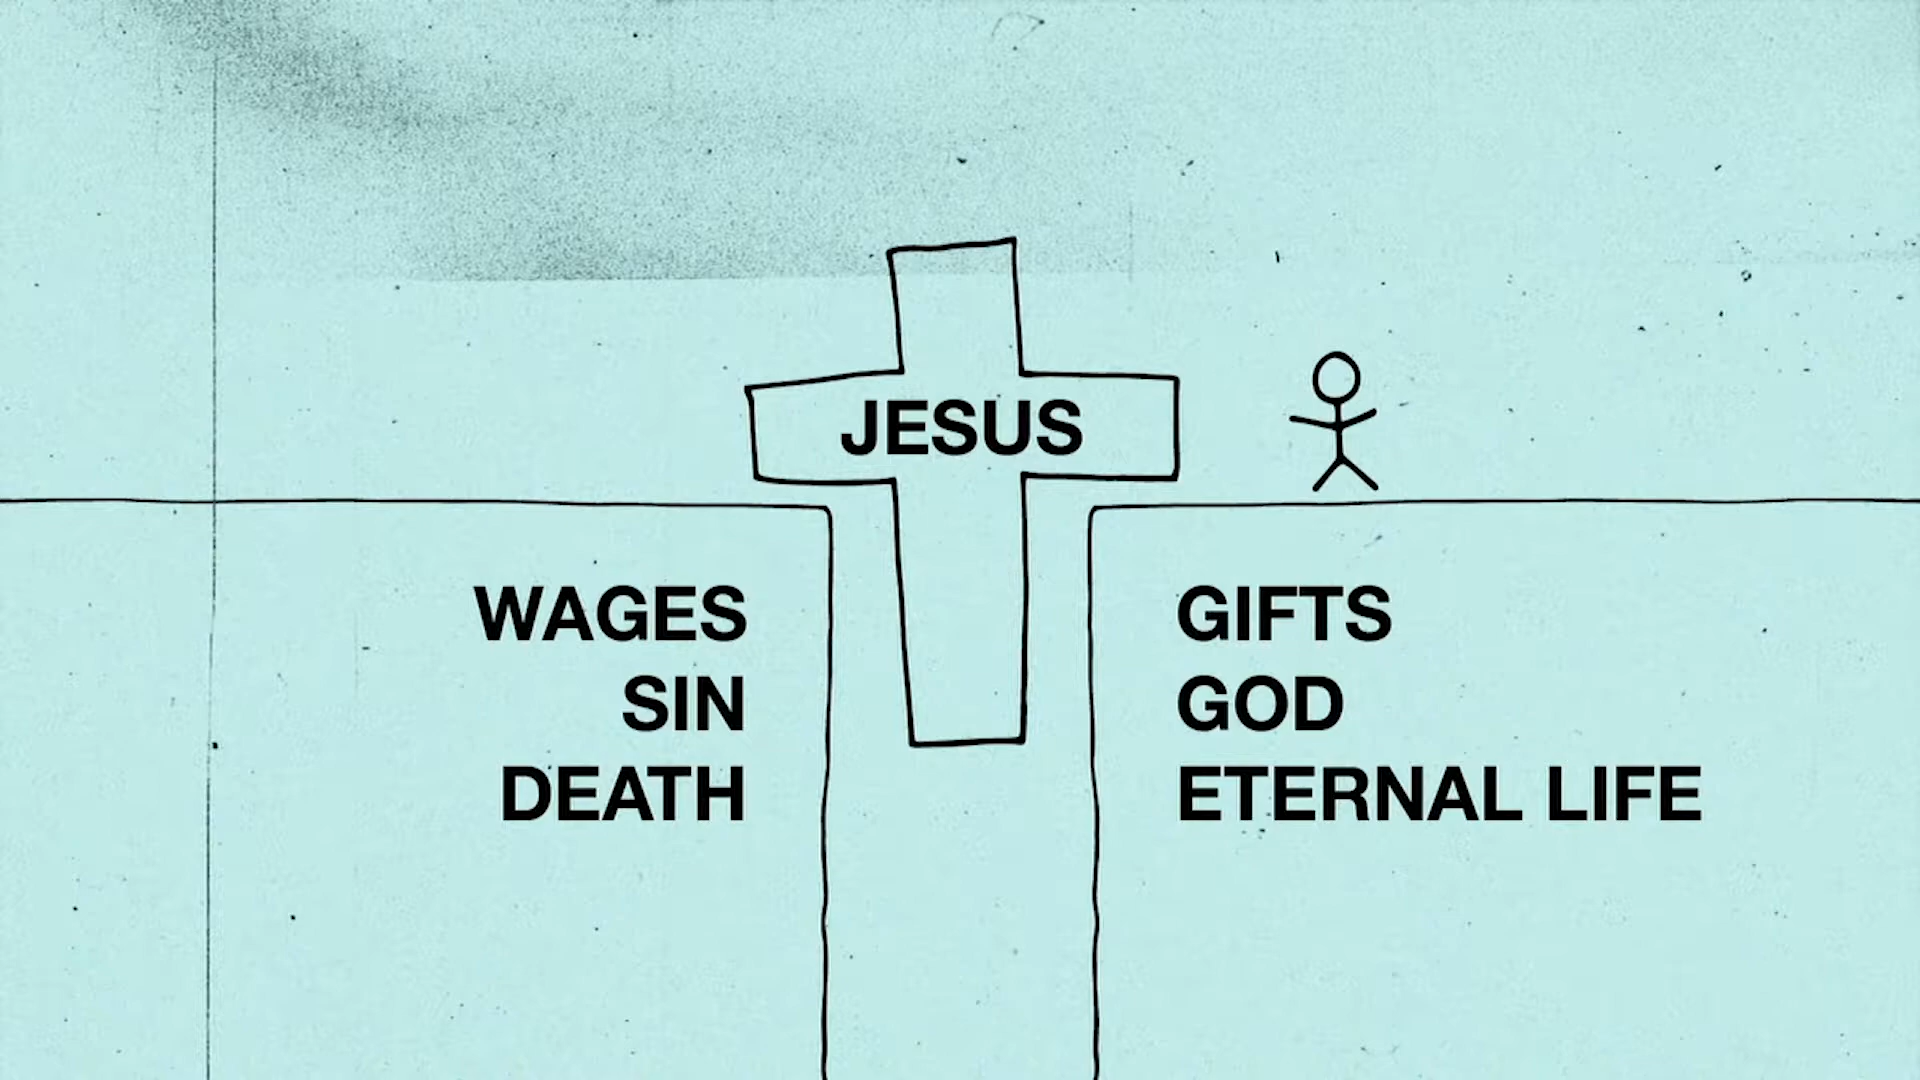 JESUS
WAGES
SIN
DEATH
GIFTS
GOD
ETERNAL LIFE